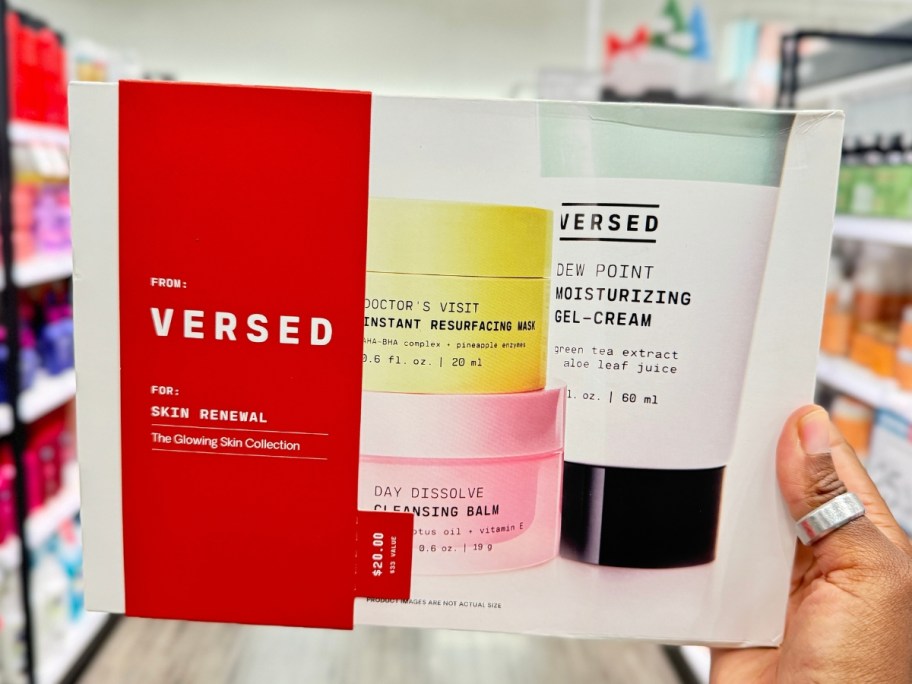 FROM:
VERSED
FOR:
SKIN RENEWAL
The Glowing Skin Collection
DOCTOR'S VISIT
INSTANT RESURFACING MASK
AHA-BHA complex + pineapple enzymes
0.6 fl. oz. | 20 ml
DAY DISSOLVE
CLEANSING BALM
oil + vitamin E
0.6 oz. | 19 g
$20.00
$33 VALUE
PRODUCT IMAGES ARE NOT ACTUAL SIZE
VERSED
DEW POINT
MOISTURIZING
GEL-CREAM
green tea extract
aloe leaf juice
oz. | 60 ml